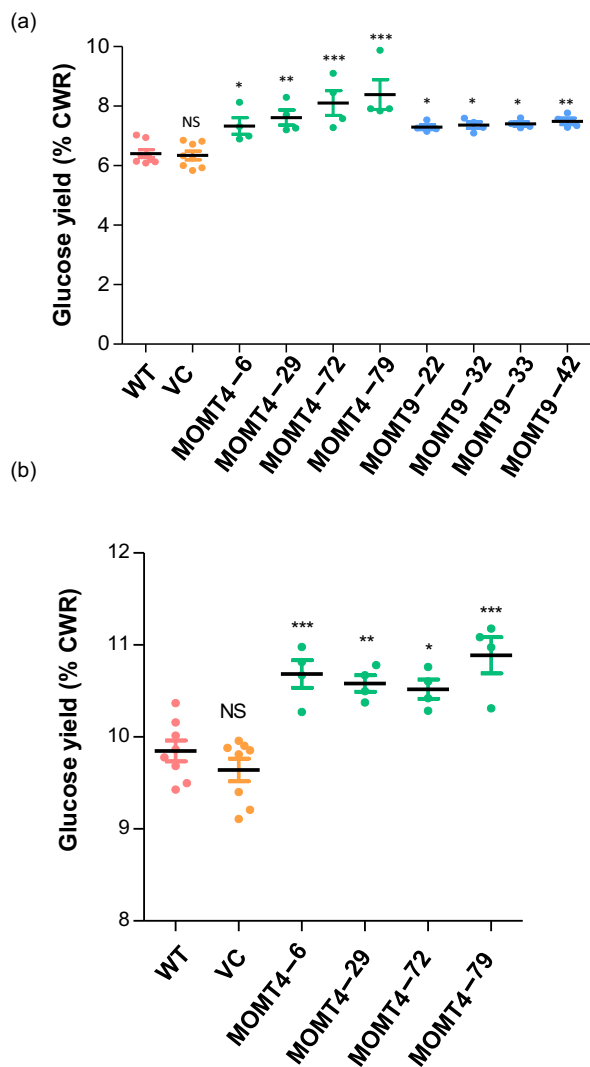 (a)
Glucose yield (% CWR)
10
8
6
4
2
0
NS
*
**
***
***
*
*
*
**
WT
VC
MOMT4–6
MOMT4–29
MOMT4–72
MOMT4–79
MOMT9–22
MOMT9–32
MOMT9–33
MOMT9–42
(b)
Glucose yield (% CWR)
12
11
10
9
8
NS
***
**
*
***
WT
VC
MOMT4–6
MOMT4–29
MOMT4–72
MOMT4–79